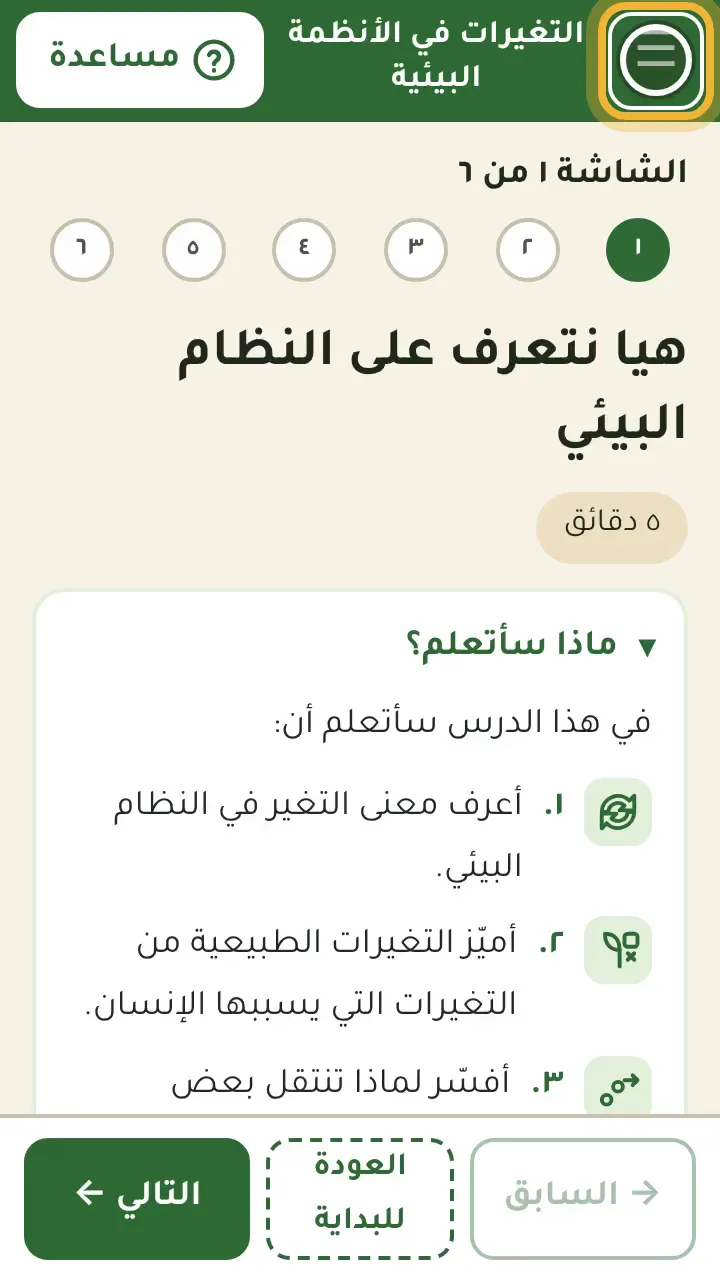 التغيرات في الأنظمة
البيئية
مساعدة
الشاشة ١ من ٦
١ ٢ ٣ ٤ ٥ ٦
هيا نتعرف على النظام
البيئي
٥ دقائق
▼ ماذا سأتعلم؟
في هذا الدرس سأتعلم أن:
١. أعرف معنى التغير في النظام
البيئي.
٢. أميّز التغيرات الطبيعية من
التغيرات التي يسببها الإنسان.
٣. أفسّر لماذا تنتقل بعض
→ السابق
العودة
للبداية
التالي ←